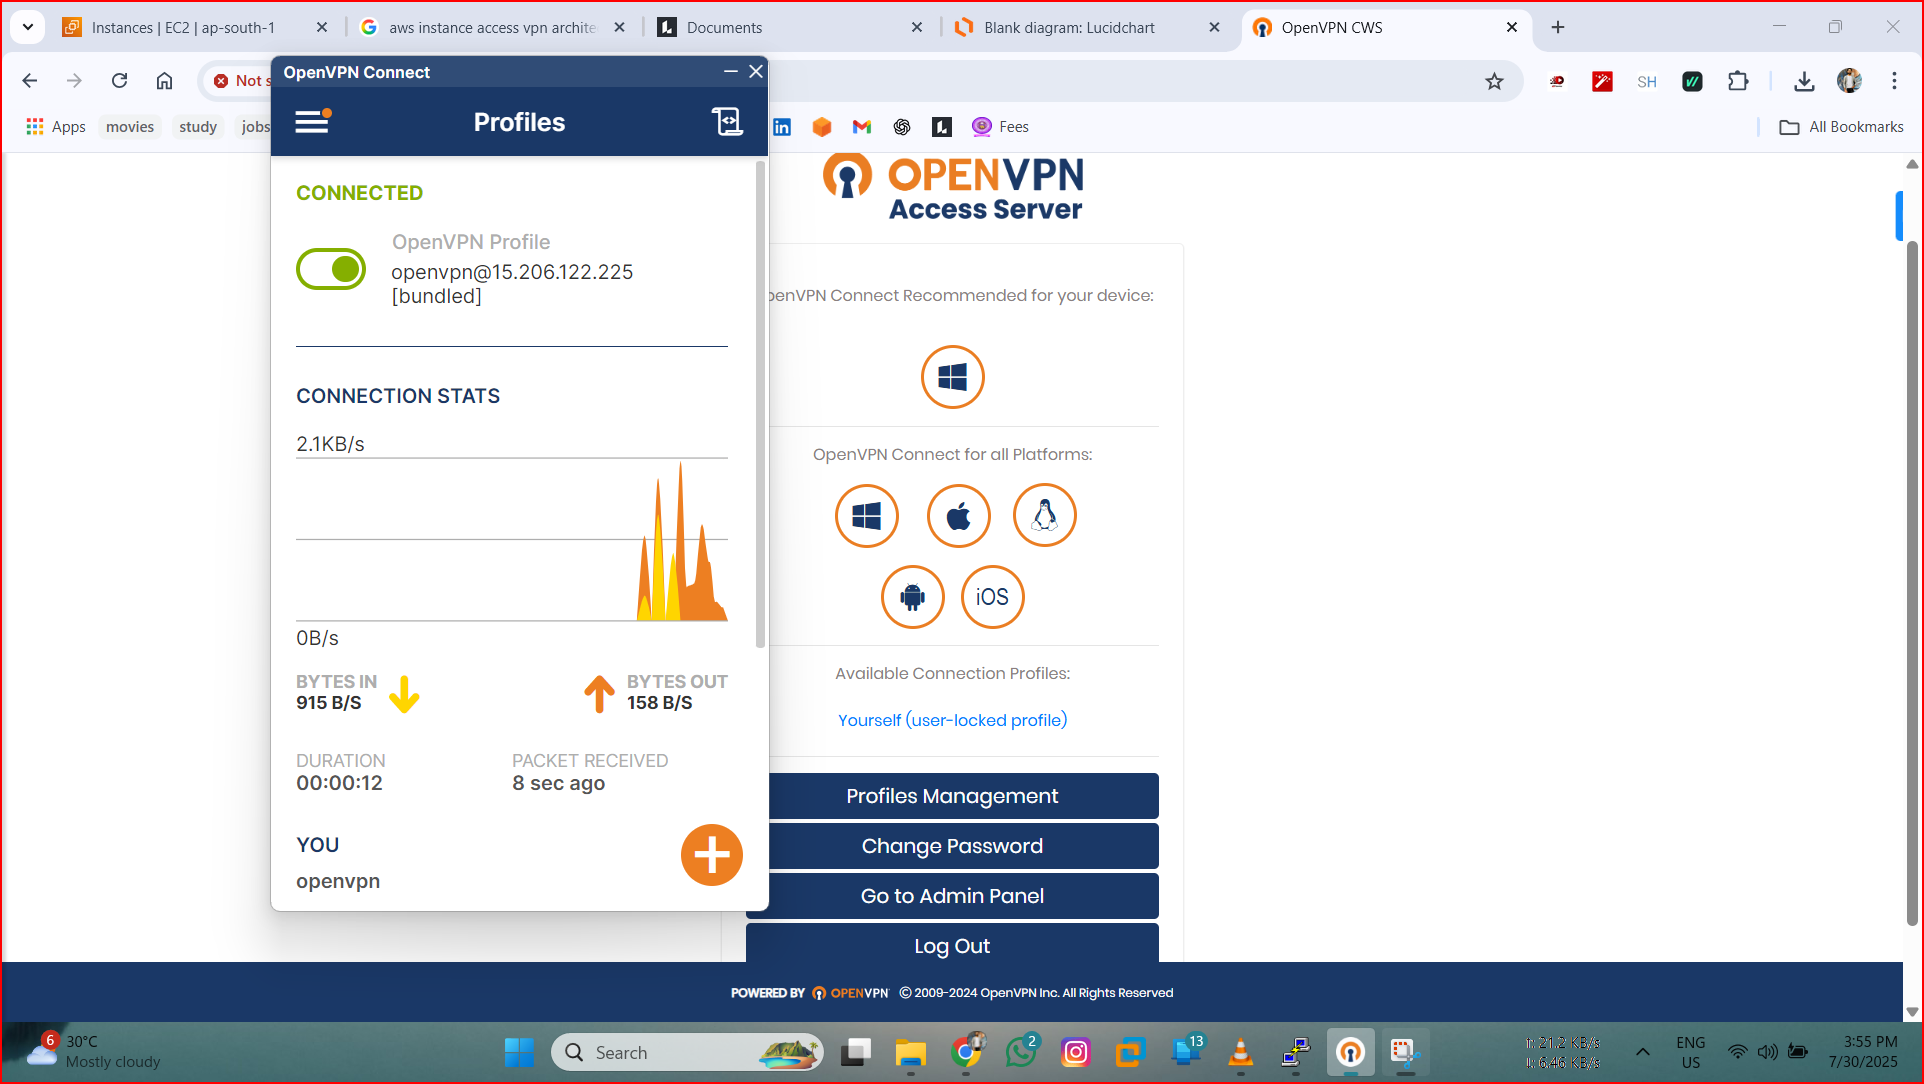 Instances | EC2 | ap-south-1
aws instance access vpn archite
Documents
Blank diagram: Lucidchart
OpenVPN CWS
Not s
SH
Apps
movies
study
jobs
Fees
All Bookmarks
OpenVPN Connect
Profiles
CONNECTED
OpenVPN Profile
openvpn@15.206.122.225
[bundled]
CONNECTION STATS
2.1KB/s
0B/s
BYTES IN
915 B/S
BYTES OUT
158 B/S
DURATION
00:00:12
PACKET RECEIVED
8 sec ago
YOU
openvpn
OPENVPN
Access Server
penVPN Connect Recommended for your device:
OpenVPN Connect for all Platforms:
iOS
Available Connection Profiles:
Yourself (user-locked profile)
Profiles Management
Change Password
Go to Admin Panel
Log Out
POWERED BY OPENVPN © 2009-2024 OpenVPN Inc. All Rights Reserved
6
30°C
Mostly cloudy
Search
2
13
21.2 KB/s
6.46 KB/s
ENG
US
3:55 PM
7/30/2025